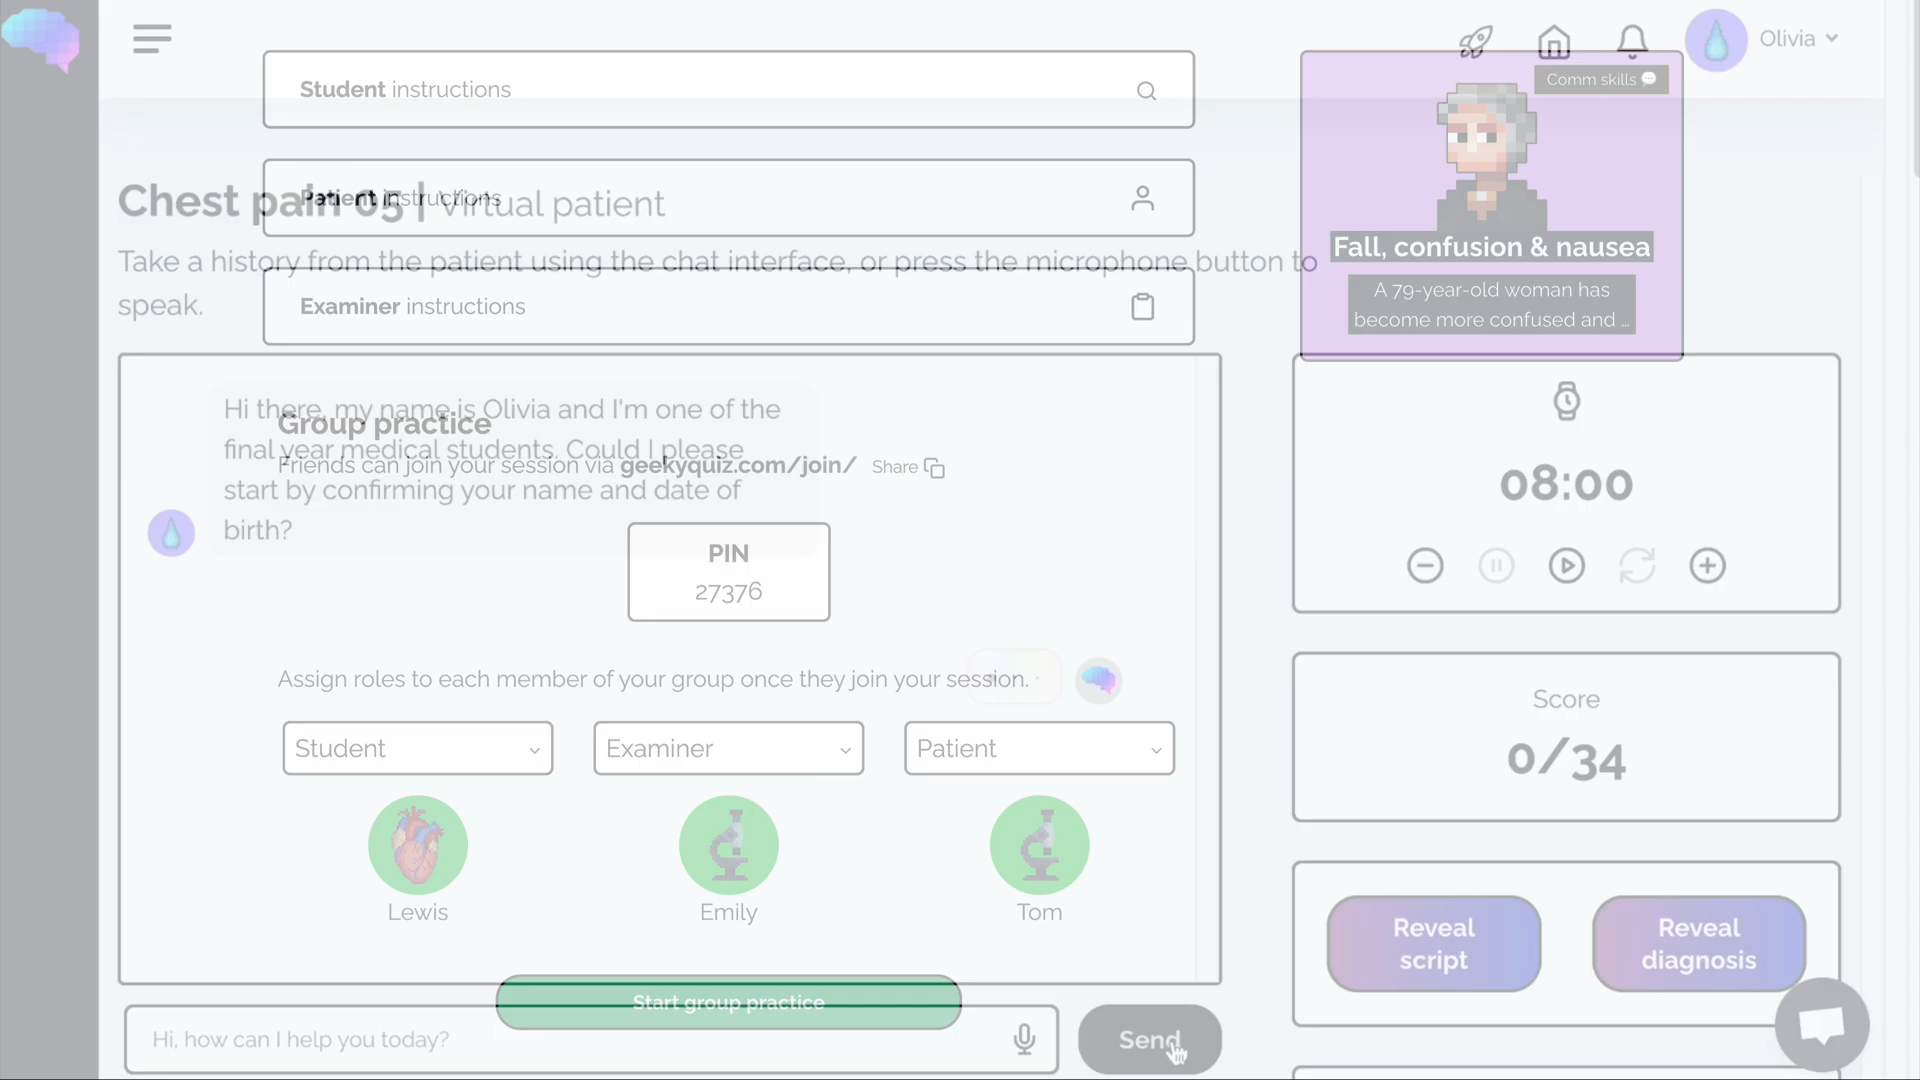 Olivia
Comm skills
Student instructions
Patient instructions
Chest pain 05 | Virtual patient
Take a history from the patient using the chat interface, or press the microphone button to
speak.
Examiner instructions
Fall, confusion & nausea
A 79-year-old woman has
become more confused and ...
Hi there, my name is Olivia and I'm one of the
final year medical students. Could I please
start by confirming your name and date of
birth?
Group practice
Friends can join your session via geekyquiz.com/join/ Share
PIN
27376
08:00
Assign roles to each member of your group once they join your session.
Student
Examiner
Patient
Lewis
Emily
Tom
Score
0/34
Reveal
script
Reveal
diagnosis
Start group practice
Hi, how can I help you today?
Send